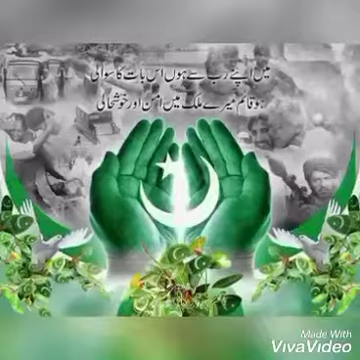 میں اپنے رب سے ہوں اس بات کا سوالی
ہو قائم میرے ملک میں امن اور خوشحالی
Made With
VivaVideo